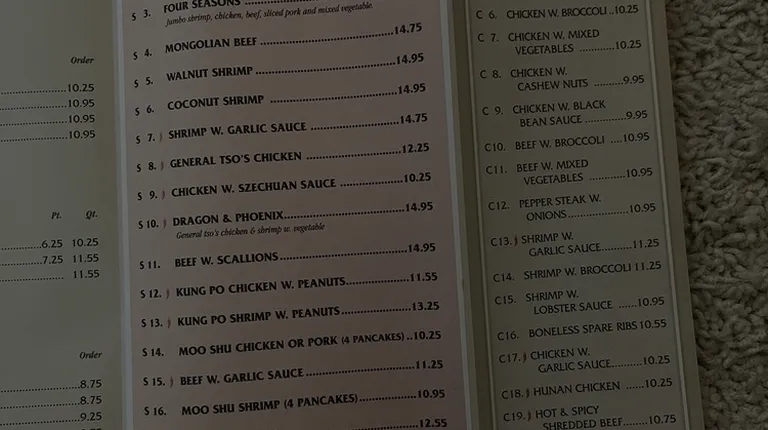 Order
..........10.25
..........10.95
..........10.95
..........10.95
Pt. Qt.
..........6.25 10.25
..........7.25 11.55
.......... 11.55
Order
..........8.75
..........8.75
..........9.25
S 3. FOUR SEASONS
Jumbo shrimp, chicken, beef, sliced pork and mixed vegetable.
S 4. MONGOLIAN BEEF ..........14.75
S 5. WALNUT SHRIMP ..........14.95
S 6. COCONUT SHRIMP ..........14.95
S 7. SHRIMP W. GARLIC SAUCE ..........14.75
S 8. GENERAL TSO'S CHICKEN ..........12.25
S 9. CHICKEN W. SZECHUAN SAUCE ..........10.25
S 10. DRAGON & PHOENIX..........14.95
General tso's chicken & shrimp w. vegetable
S 11. BEEF W. SCALLIONS..........14.95
S 12. KUNG PO CHICKEN W. PEANUTS..........11.55
S 13. KUNG PO SHRIMP W. PEANUTS..........13.25
S 14. MOO SHU CHICKEN OR PORK (4 PANCAKES)..10.25
S 15. BEEF W. GARLIC SAUCE ..........11.25
S 16. MOO SHU SHRIMP (4 PANCAKES)..........10.95
12.55
C 6. CHICKEN W. BROCCOLI ..10.25
C 7. CHICKEN W. MIXED
VEGETABLES ..........10.25
C 8. CHICKEN W.
CASHEW NUTS ........9.95
C 9. CHICKEN W. BLACK
BEAN SAUCE ..........9.95
C10. BEEF W. BROCCOLI ....10.95
C11. BEEF W. MIXED
VEGETABLES ..........10.95
C12. PEPPER STEAK W.
ONIONS..........10.95
C13. SHRIMP W.
GARLIC SAUCE........11.25
C14. SHRIMP W. BROCCOLI 11.25
C15. SHRIMP W.
LOBSTER SAUCE ......10.95
C16. BONELESS SPARE RIBS 10.55
C17. CHICKEN W.
GARLIC SAUCE........10.25
C18. HUNAN CHICKEN ....10.25
C19. HOT & SPICY
SHREDDED BEEF........10.75